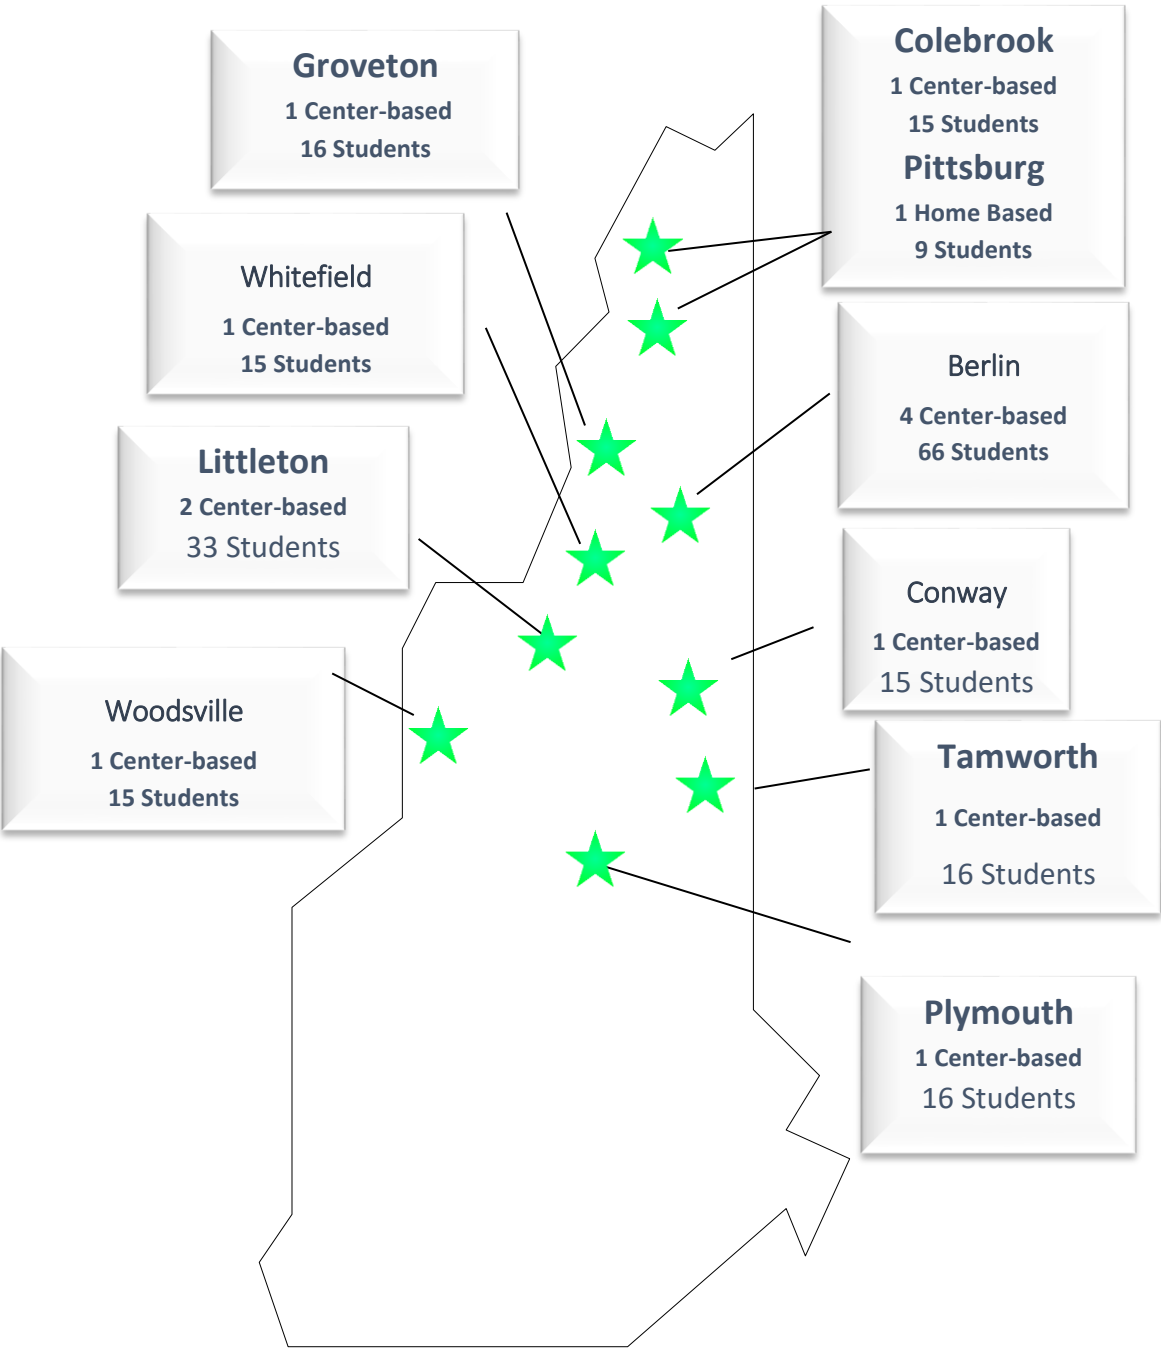 Groveton
1 Center-based
16 Students
Colebrook
1 Center-based
15 Students
Pittsburg
1 Home Based
9 Students
Whitefield
1 Center-based
15 Students
Berlin
4 Center-based
66 Students
Littleton
2 Center-based
33 Students
Conway
1 Center-based
15 Students
Woodsville
1 Center-based
15 Students
Tamworth
1 Center-based
16 Students
Plymouth
1 Center-based
16 Students